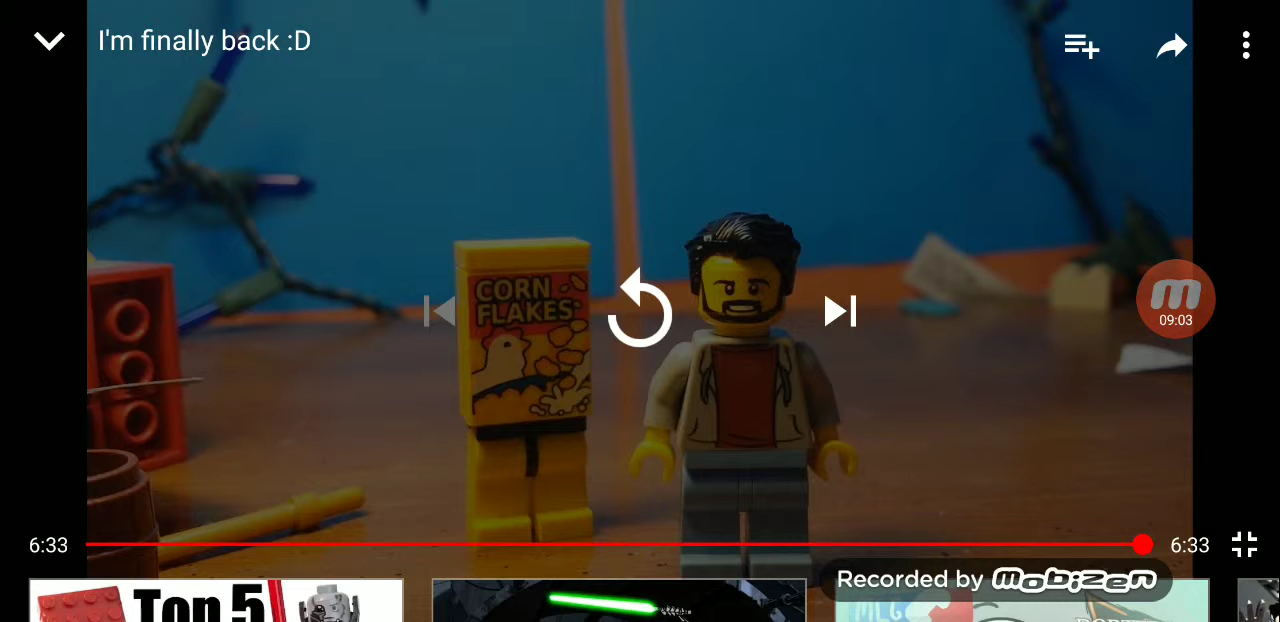 I'm finally back :D
CORN
FLAKES
09:03
6:33
6:33
Recorded by mobizen
Top 5